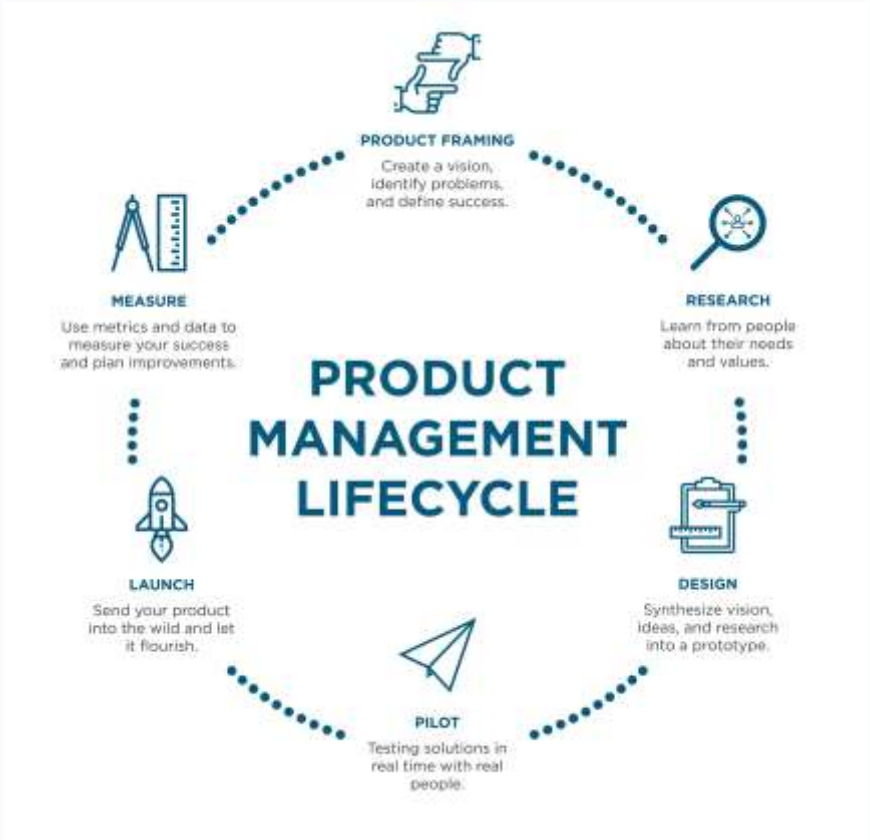 PRODUCT FRAMING
Create a vision,
identify problems,
and define success.
RESEARCH
Learn from people
about their needs
and values.
DESIGN
Synthesize vision,
ideas, and research
into a prototype.
PILOT
Testing solutions in
real time with real
people.
LAUNCH
Send your product
into the wild and let
it flourish.
MEASURE
Use metrics and data to
measure your success
and plan improvements.
PRODUCT
MANAGEMENT
LIFECYCLE